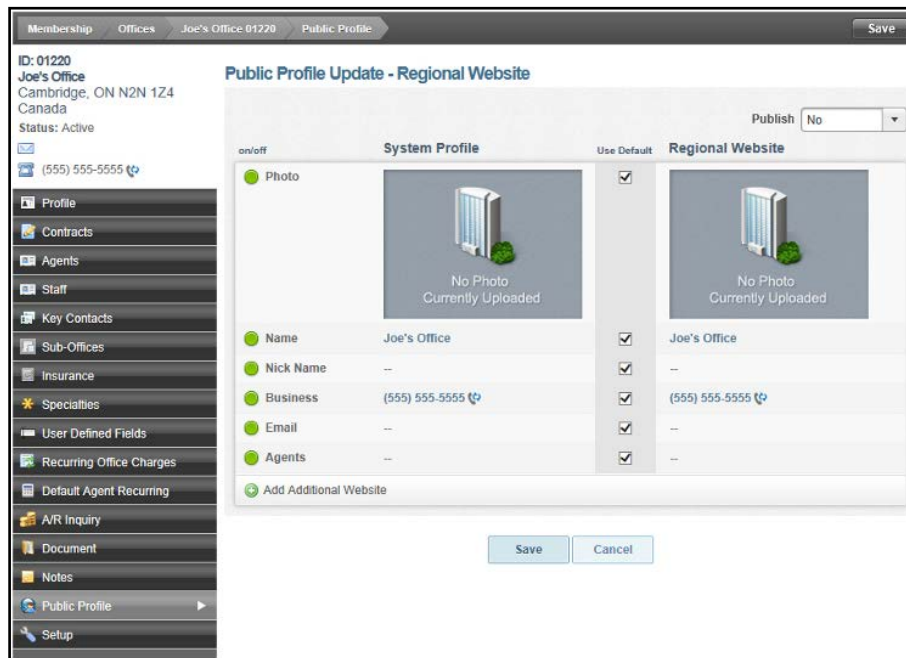 Membership Offices Joe's Office 01220 Public Profile Save
ID: 01220
Joe's Office
Cambridge, ON N2N 1Z4
Canada
Status: Active
(555) 555-5555
Profile
Contracts
Agents
Staff
Key Contacts
Sub-Offices
Insurance
Specialties
User Defined Fields
Recurring Office Charges
Default Agent Recurring
A/R Inquiry
Document
Notes
Public Profile
Setup
Public Profile Update - Regional Website
Publish No
on/off System Profile Use Default Regional Website
Photo
No Photo
Currently Uploaded
No Photo
Currently Uploaded
Name Joe's Office Joe's Office
Nick Name -- --
Business (555) 555-5555 (555) 555-5555
Email -- --
Agents -- --
Add Additional Website
Save Cancel